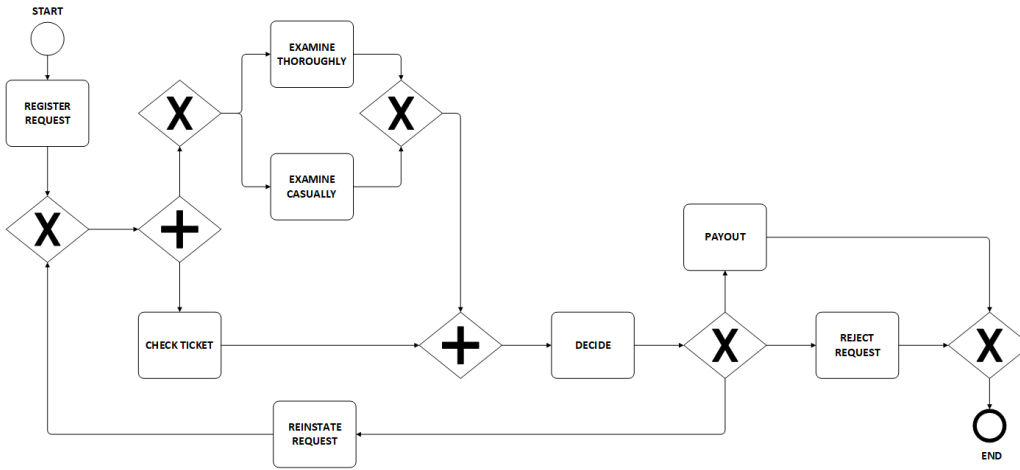 START
REGISTER
REQUEST
EXAMINE
THOROUGHLY
EXAMINE
CASUALLY
CHECK TICKET
DECIDE
PAYOUT
REJECT
REQUEST
REINSTATE
REQUEST
END